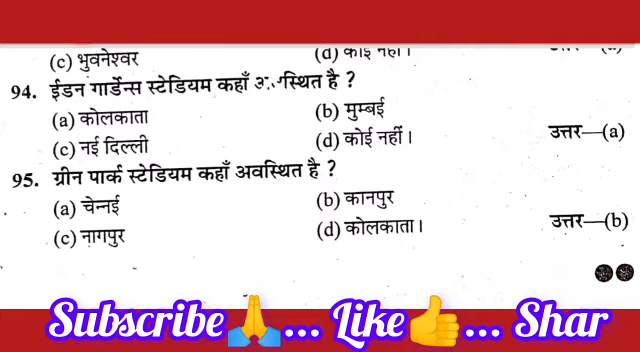 (c) भुवनेश्वर (d) कोई नहीं।
94. ईडन गार्डेन्स स्टेडियम कहाँ है ?
(a) कोलकाता (b) मुम्बई
(c) नई दिल्ली (d) कोई नहीं। उत्तर—(a)
95. ग्रीन पार्क स्टेडियम कहाँ अवस्थित है ?
(a) चेन्नई (b) कानपुर
(c) नागपुर (d) कोलकाता। उत्तर—(b)
Subscribe🙏... Like👍... Shar